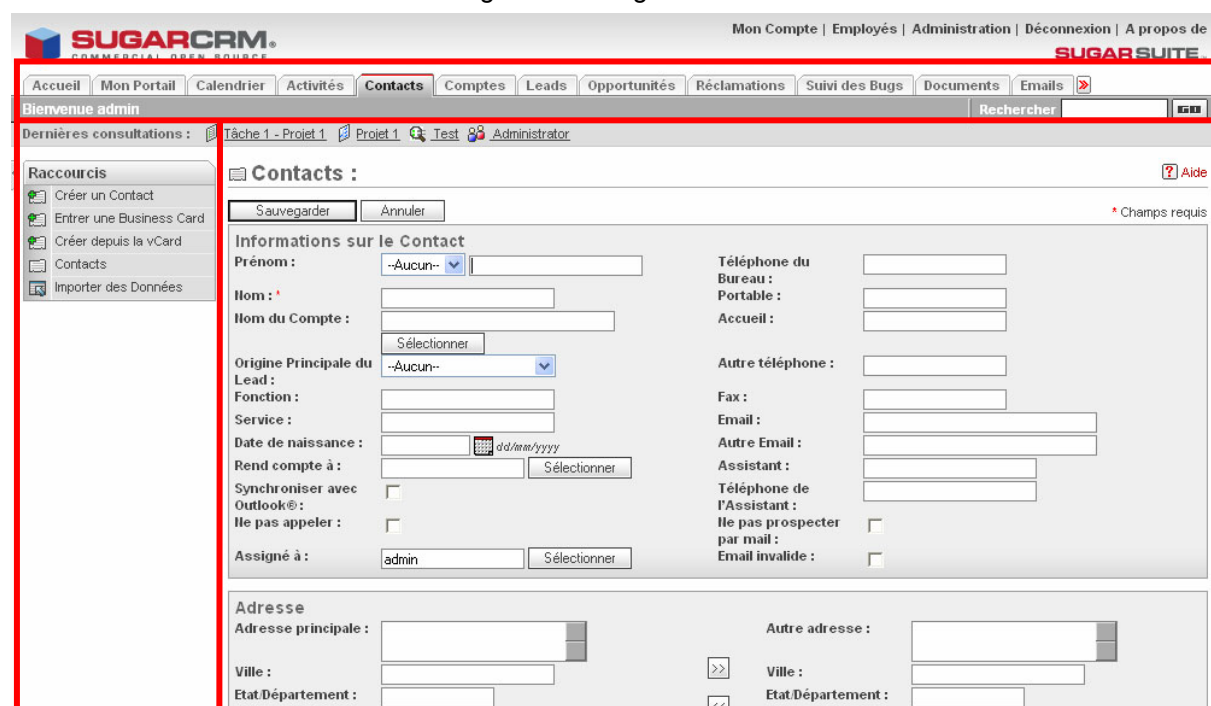 Mon Compte | Employés | Administration | Déconnexion | A propos de
SUGARCRM.
COMMERCIAL OPEN SOURCE
SUGARSUITE
Accueil Mon Portail Calendrier Activités Contacts Comptes Leads Opportunités Réclamations Suivi des Bugs Documents Emails
Bienvenue admin Rechercher GO
Dernières consultations : Tâche 1 - Projet 1 Projet 1 Test Administrator
Raccourcis
Créer un Contact
Entrer une Business Card
Créer depuis la vCard
Contacts
Importer des Données
Contacts : ? Aide
Sauvegarder Annuler * Champs requis
Informations sur le Contact
Prénom : --Aucun-- Téléphone du
Bureau :
Nom : * Portable :
Nom du Compte : Accueil :
Sélectionner
Origine Principale du --Aucun-- Autre téléphone :
Lead :
Fonction : Fax :
Service : Email :
Date de naissance : dd/mm/yyyy Autre Email :
Rend compte à : Sélectionner Assistant :
Synchroniser avec Téléphone de
Outlook® : l'Assistant :
Ne pas appeler : Ne pas prospecter
par mail :
Assigné à : admin Sélectionner Email invalide :
Adresse
Adresse principale : Autre adresse :
Ville : >> Ville :
Etat/Département : << Etat/Département :